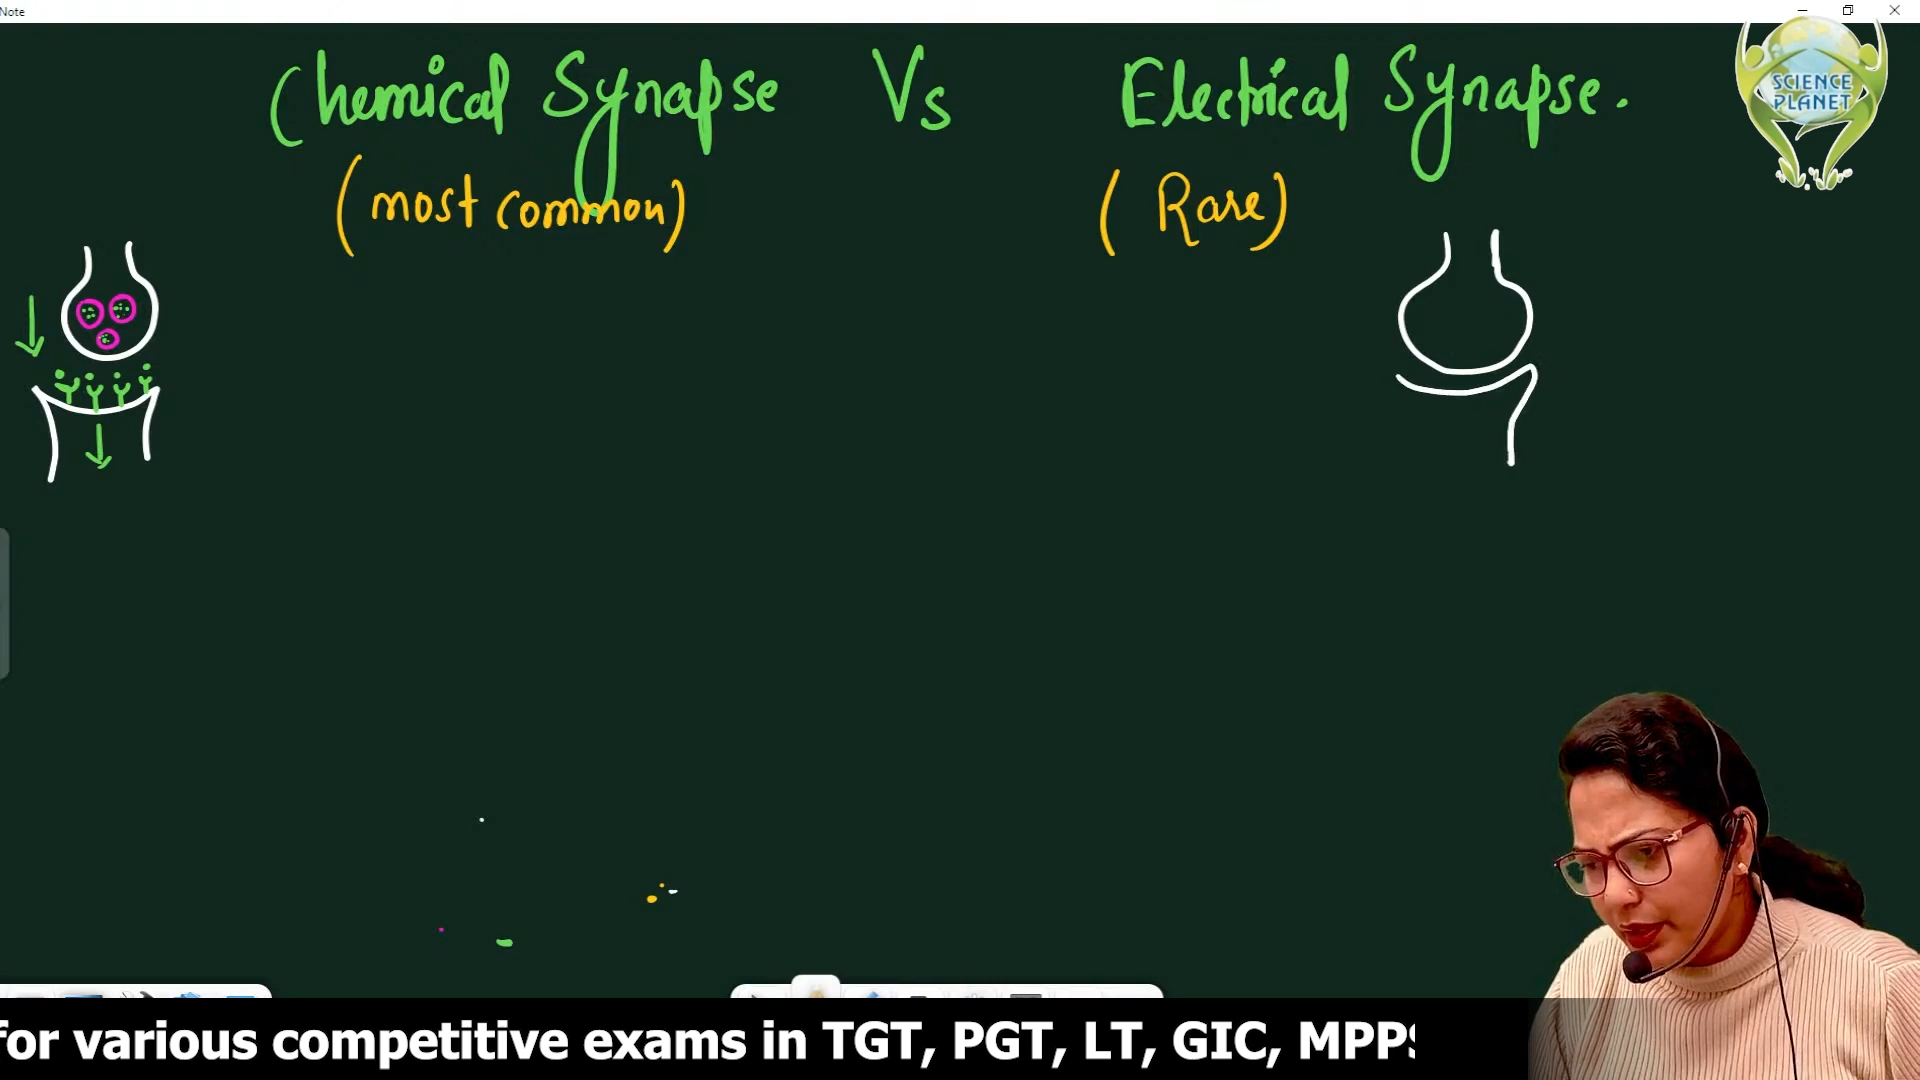 Note
Chemical Synapse Vs Electrical Synapse.
(most common) (Rare)
SCIENCE
PLANET
for various competitive exams in TGT, PGT, LT, GIC, MPPS